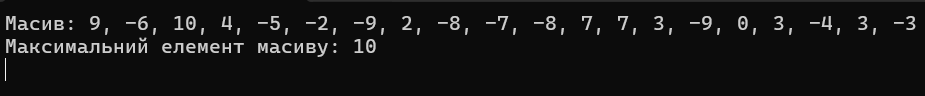 Масив: 9, -6, 10, 4, -5, -2, -9, 2, -8, -7, -8, 7, 7, 3, -9, 0, 3, -4, 3, -3
Максимальний елемент масиву: 10